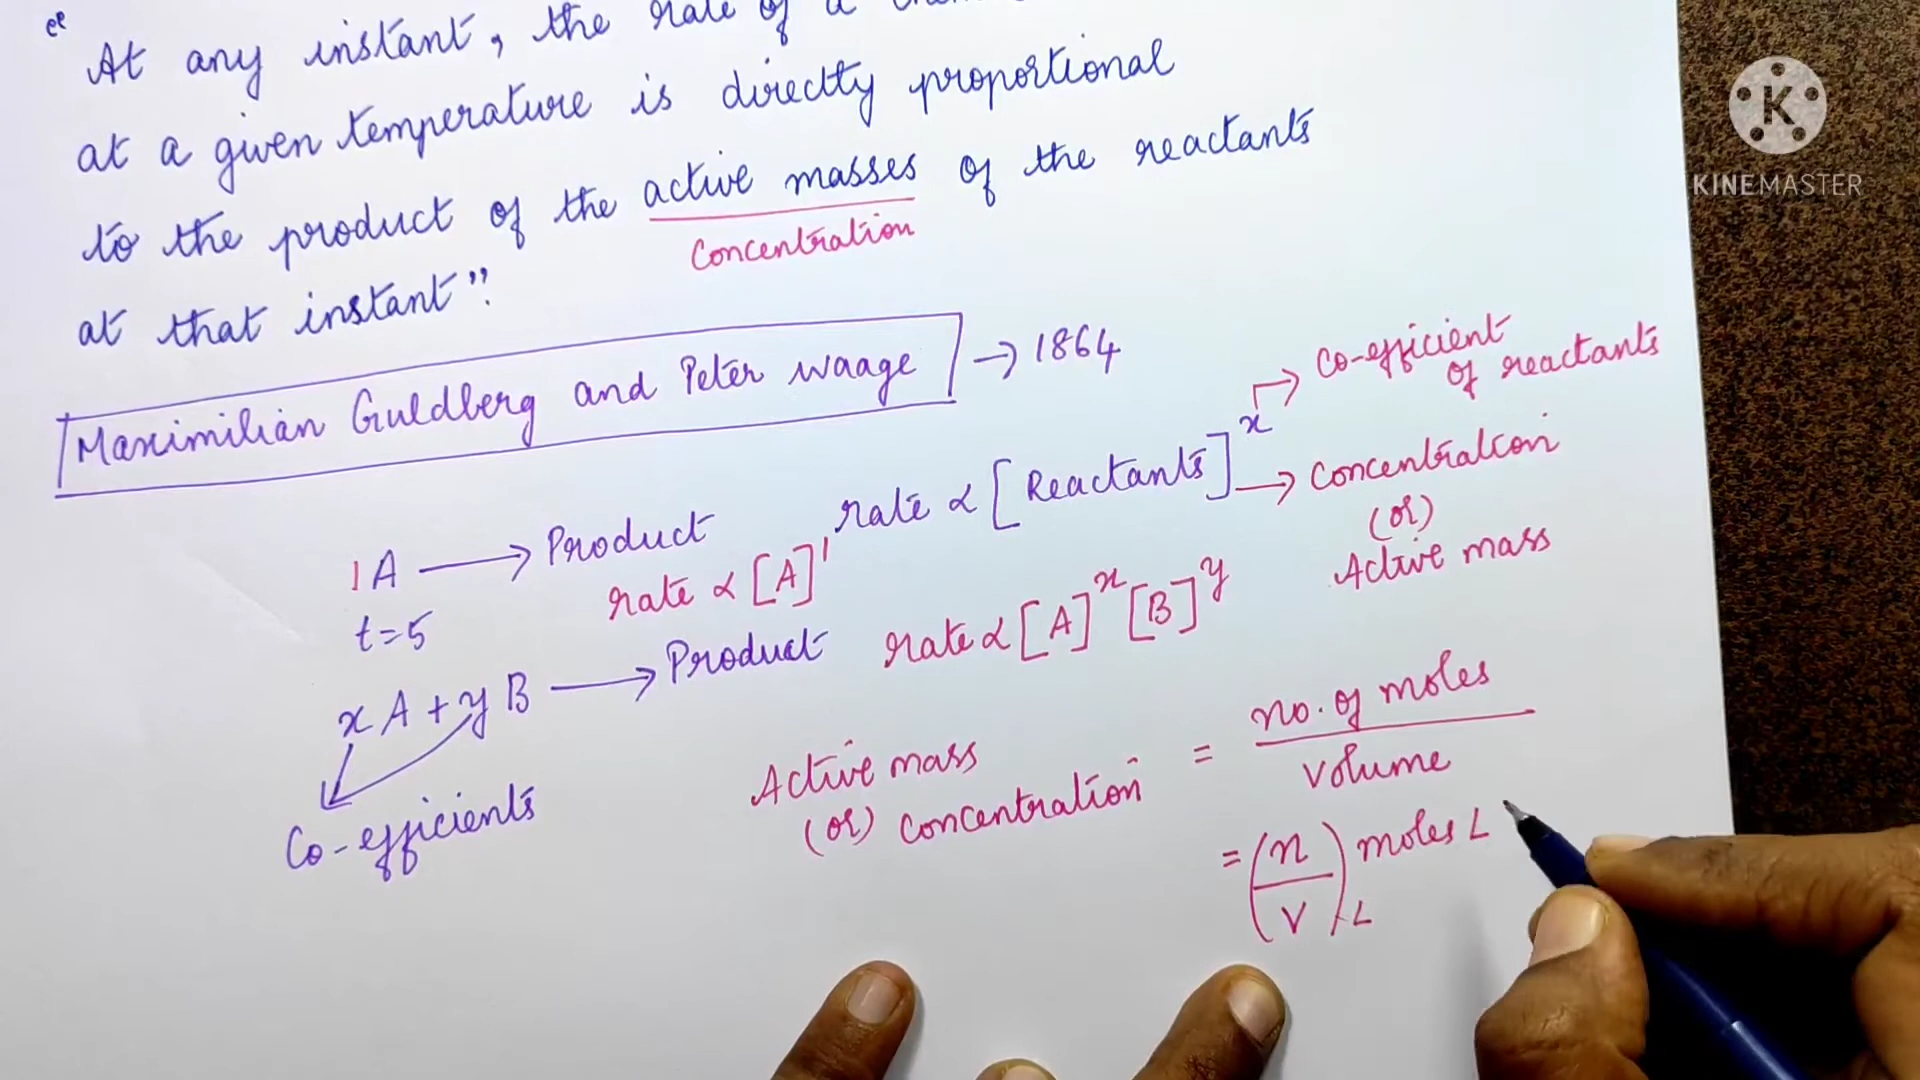 “ At any instant, the rate of a
at a given temperature is directly proportional
to the product of the active masses of the reactants
Concentration
at that instant”.
Maximilian Guldberg and Peter waage → 1864
x → Co-efficient
of reactants
rate ∝ [Reactants] → Concentration
(or)
Active mass
1 A → Product
rate ∝ [A]¹
t=5
x A + y B → Product rate ∝ [A]ˣ [B]ʸ
Co-efficients
Active mass
(or) Concentration = no. of moles
volume
= (n/V) moles L
L
K
KINEMASTER